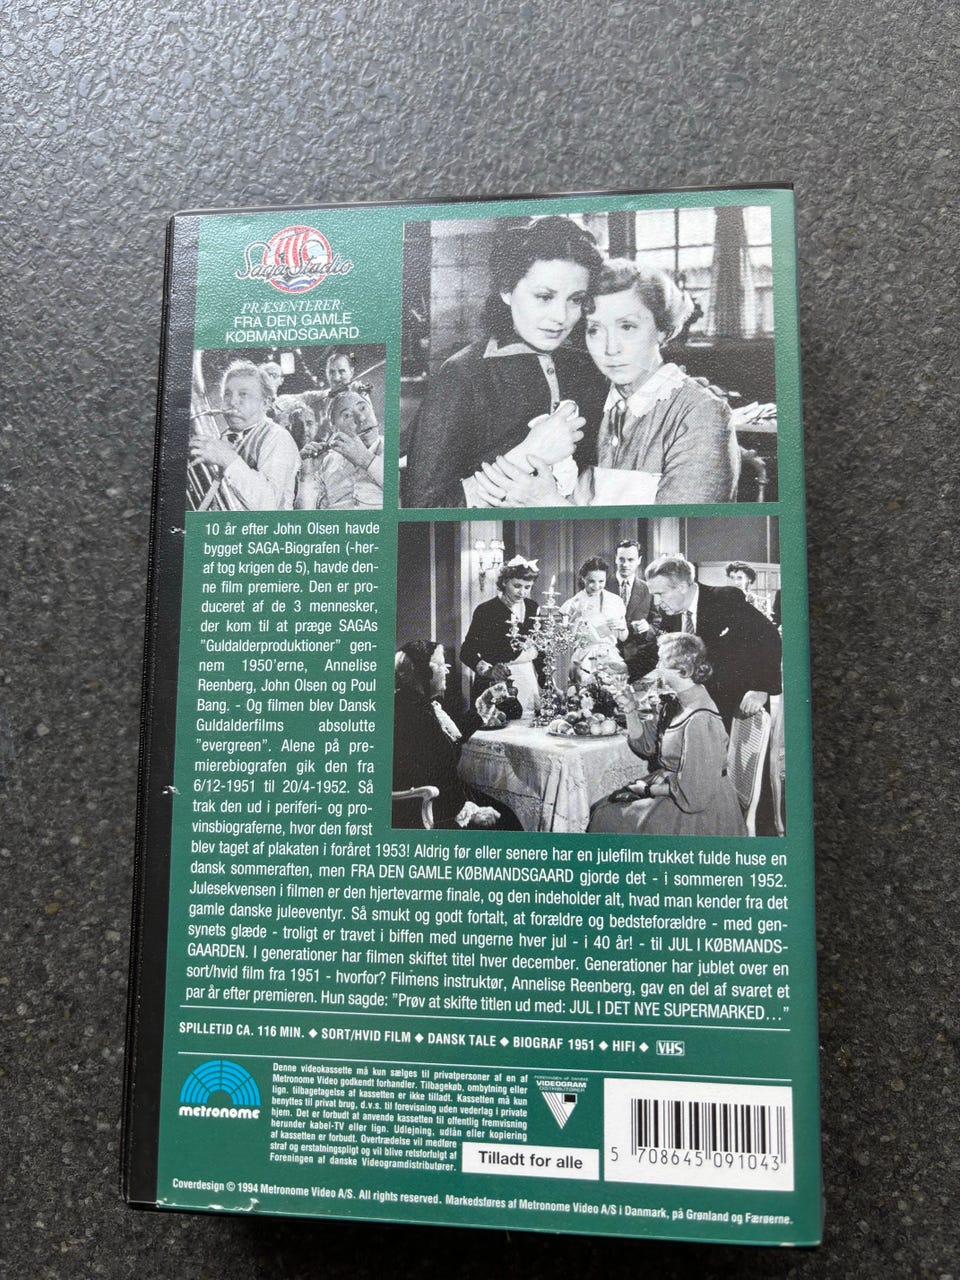 Saga Studio
PRÆSENTERER
FRA DEN GAMLE
KØBMANDSGAARD
10 år efter John Olsen havde
bygget SAGA-Biografen (-her-
af tog krigen de 5), havde den-
ne film premiere. Den er pro-
duceret af de 3 mennesker,
der kom til at præge SAGAs
"Guldalderproduktioner" gen-
nem 1950'erne, Annelise
Reenberg, John Olsen og Poul
Bang. - Og filmen blev Dansk
Guldalderfilms absolutte
"evergreen". Alene på pre-
mierebiografen gik den fra
6/12-1951 til 20/4-1952. Så
trak den ud i periferi- og pro-
vinsbiograferne, hvor den først
blev taget af plakaten i foråret 1953! Aldrig før eller senere har en julefilm trukket fulde huse en
dansk sommeraften, men FRA DEN GAMLE KØBMANDSGAARD gjorde det - i sommeren 1952.
Julesekvensen i filmen er den hjertevarme finale, og den indeholder alt, hvad man kender fra det
gamle danske juleeventyr. Så smukt og godt fortalt, at forældre og bedsteforældre - med gen-
synets glæde - troligt er travet i biffen med ungerne hver jul - i 40 år! - til JUL I KØBMANDS-
GAARDEN. I generationer har filmen skiftet titel hver december. Generationer har jublet over en
sort/hvid film fra 1951 - hvorfor? Filmens instruktør, Annelise Reenberg, gav en del af svaret et
par år efter premieren. Hun sagde: "Prøv at skifte titlen ud med: JUL I DET NYE SUPERMARKED..."
SPILLETID CA. 116 MIN. ◆ SORT/HVID FILM ◆ DANSK TALE ◆ BIOGRAF 1951 ◆ HIFI ◆ VHS
metronome
Denne videokassette må kun sælges til privatpersoner af en af
Metronome Video godkendt forhandler. Tilbagekøb, ombytning eller
lign. tilbagetagelse af kassetten er ikke tilladt. Kassetten må kun
benyttes til privat brug, d.v.s. til forevisning uden vederlag i private
hjem. Det er forbudt at anvende kassetten til offentlig fremvisning
herunder kabel-TV eller lign. Udlejning, udlån eller kopiering
af kassetten er forbudt. Overtrædelse vil medføre
straf og erstatningspligt og vil blive retsforfulgt af
Foreningen af danske Videogramdistributører.
FORENINGEN AF DANSKE
VIDEOGRAM
DISTRIBUTØRER
Tilladt for alle
5 708645 091043
Coverdesign © 1994 Metronome Video A/S. All rights reserved. Markedsføres af Metronome Video A/S i Danmark, på Grønland og Færøerne.